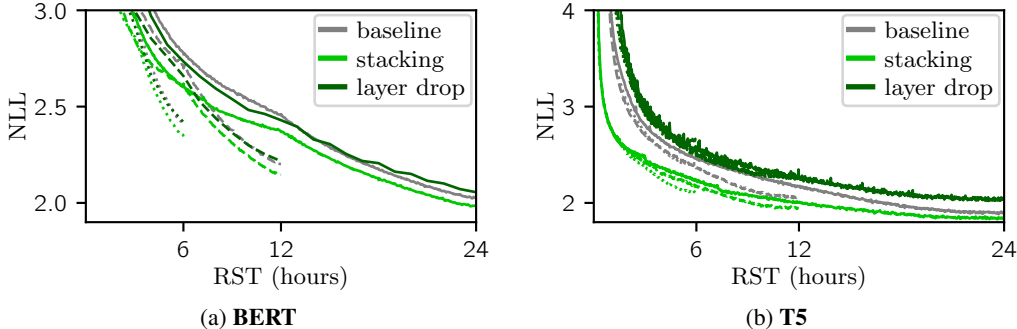 3.0
2.5
2.0
NLL
6
12
24
RST (hours)
baseline
stacking
layer drop
(a) BERT
4
3
2
NLL
6
12
24
RST (hours)
baseline
stacking
layer drop
(b) T5